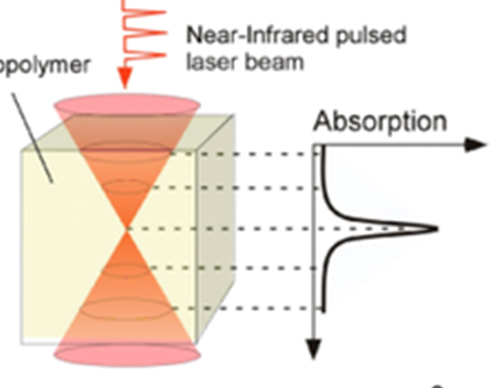 Near-Infrared pulsed
laser beam
opolymer
Absorption